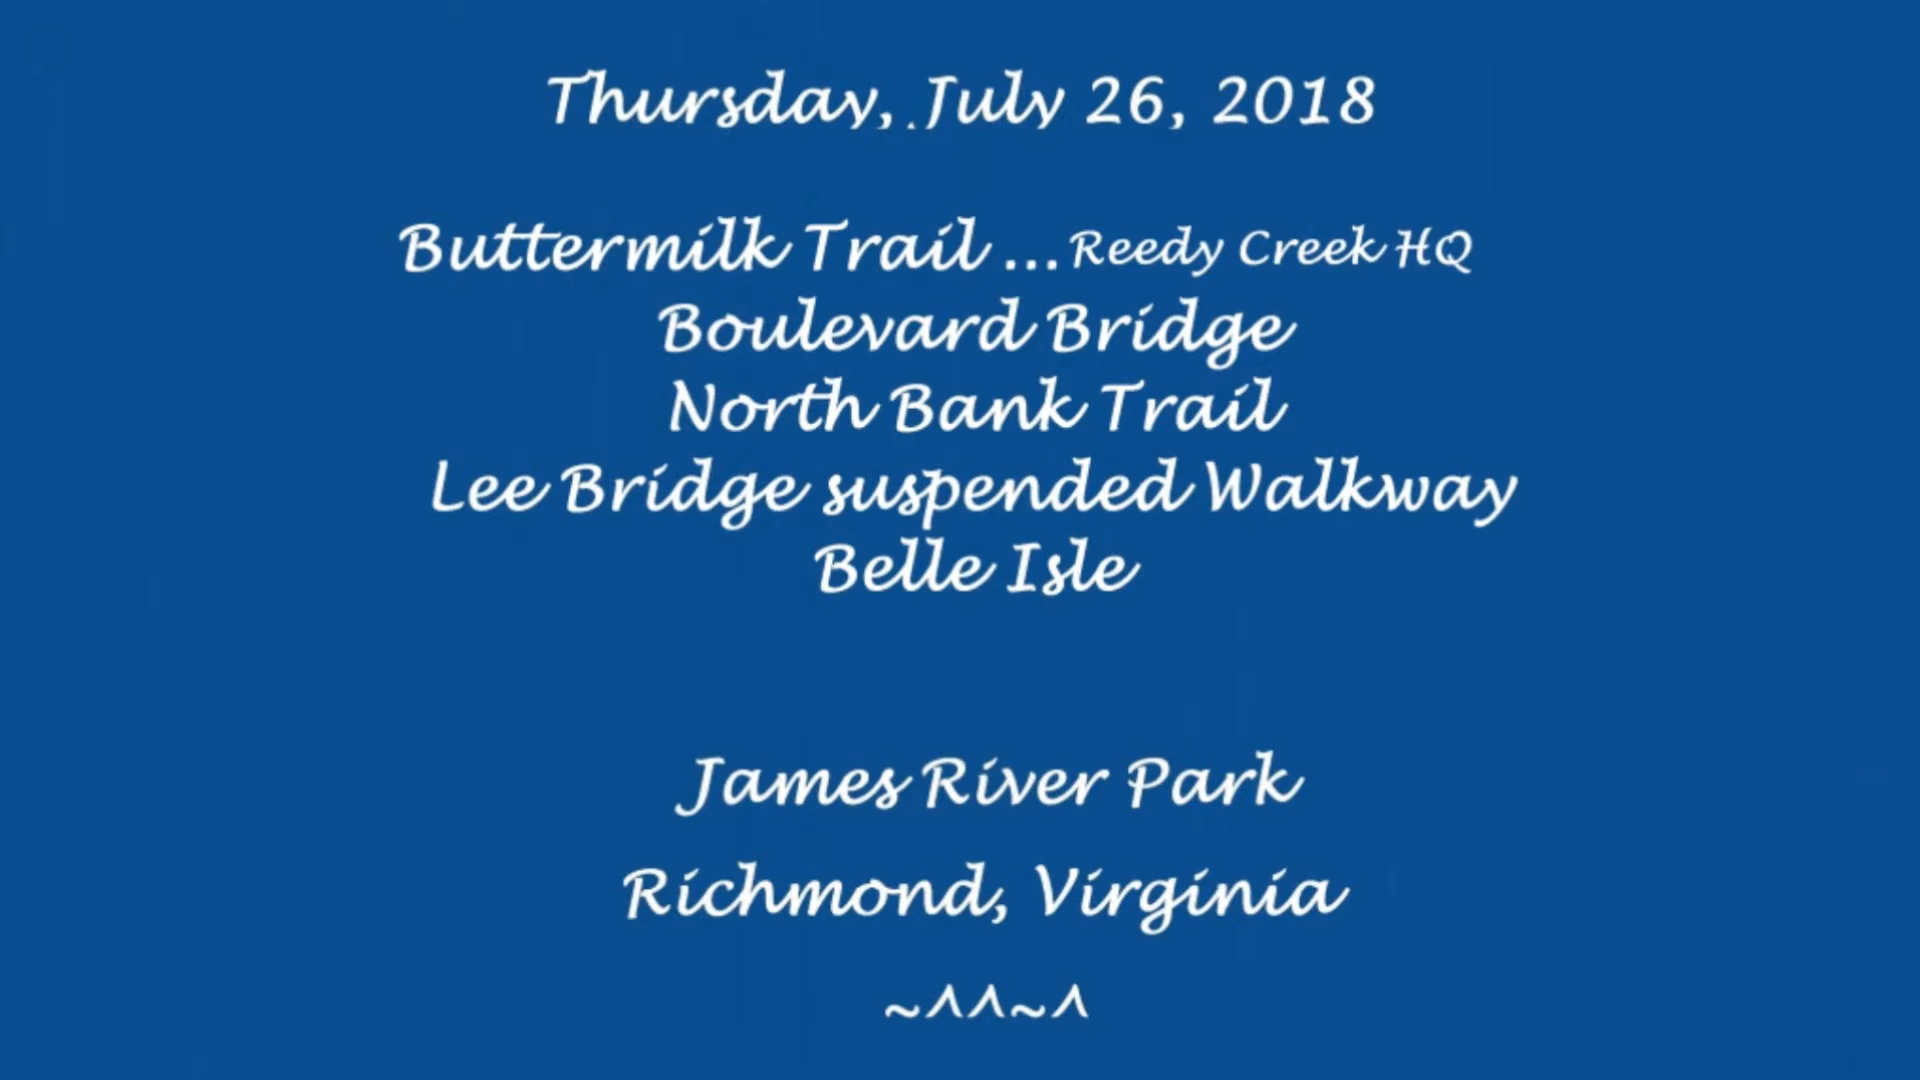 Thursday, July 26, 2018
Buttermilk Trail ... Reedy Creek HQ
Boulevard Bridge
North Bank Trail
Lee Bridge suspended Walkway
Belle Isle
James River Park
Richmond, Virginia
~^^~^